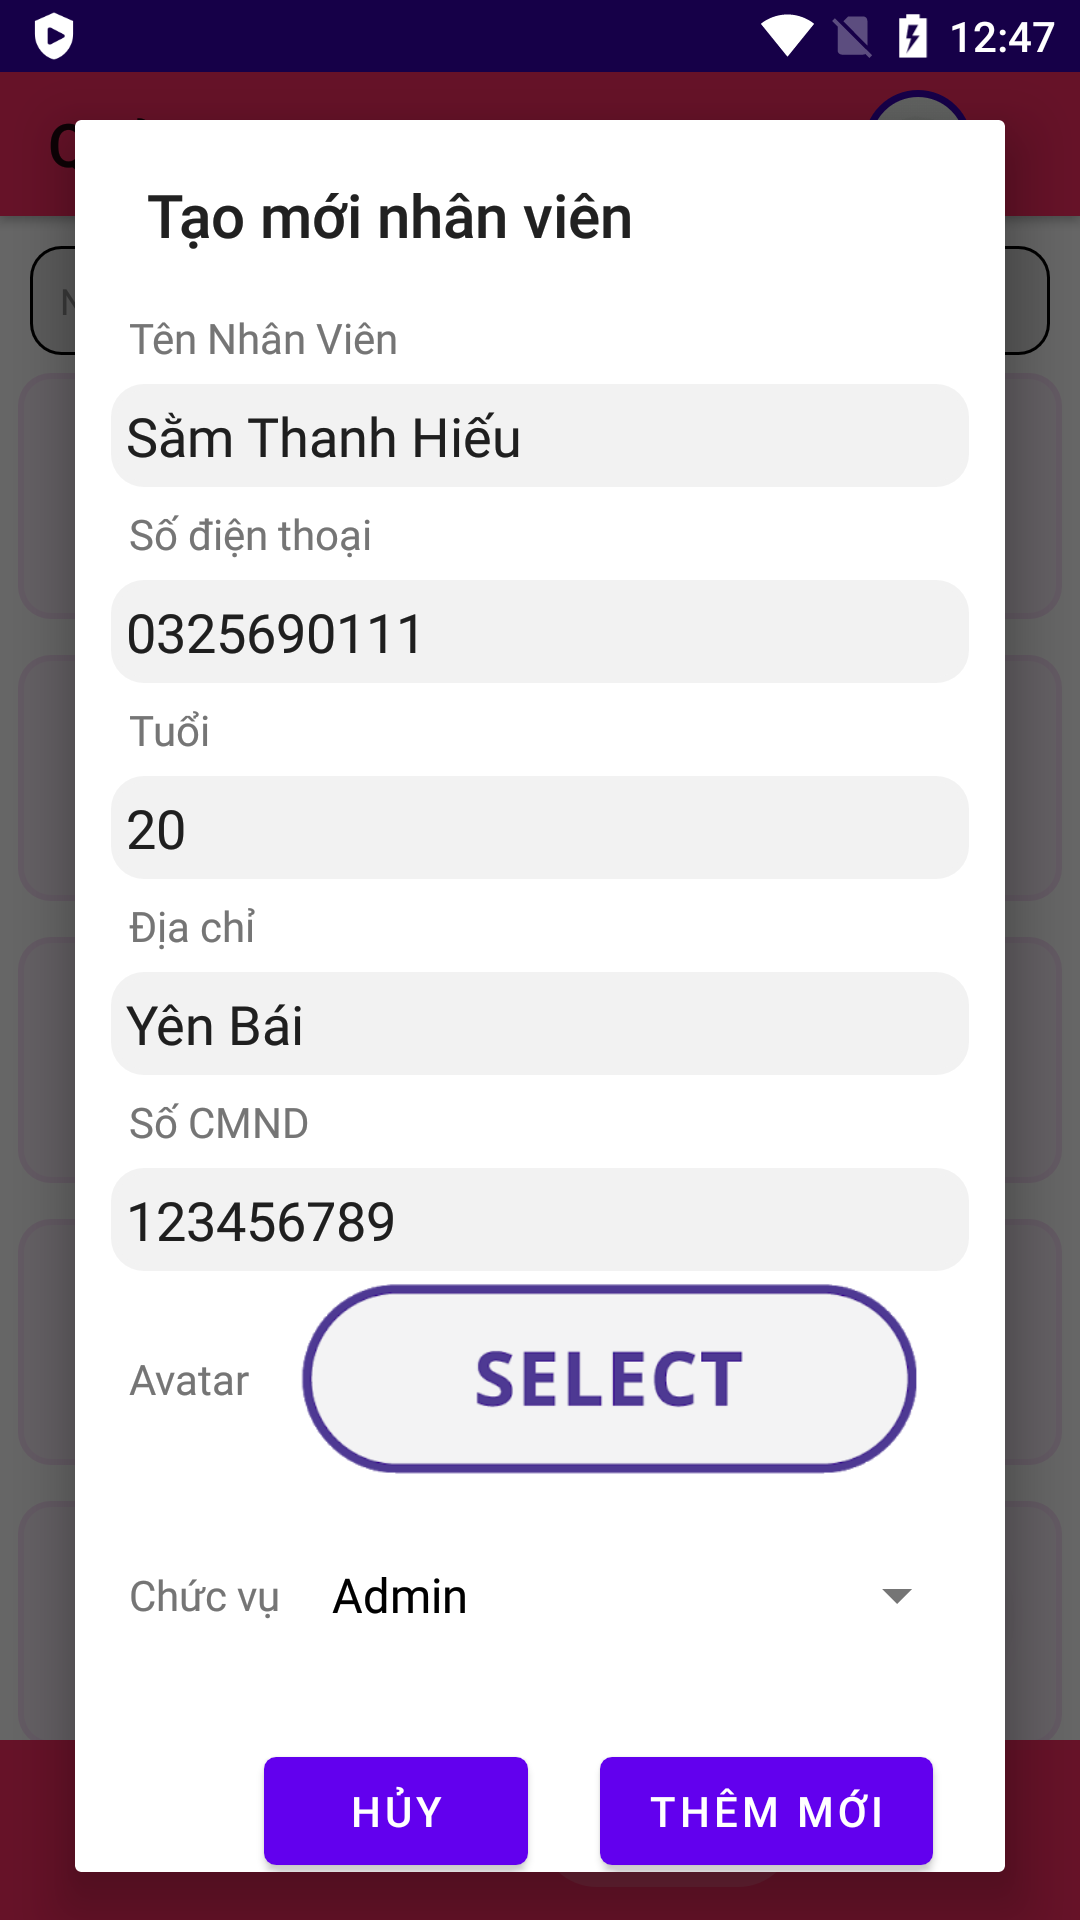 12:47
Tạo mới nhân viên
Tên Nhân Viên
Sằm Thanh Hiếu
Số điện thoại
0325690111
Tuổi
20
Địa chỉ
Yên Bái
Số CMND
123456789
Avatar
SELECT
Chức vụ
Admin
HỦY
THÊM MỚI